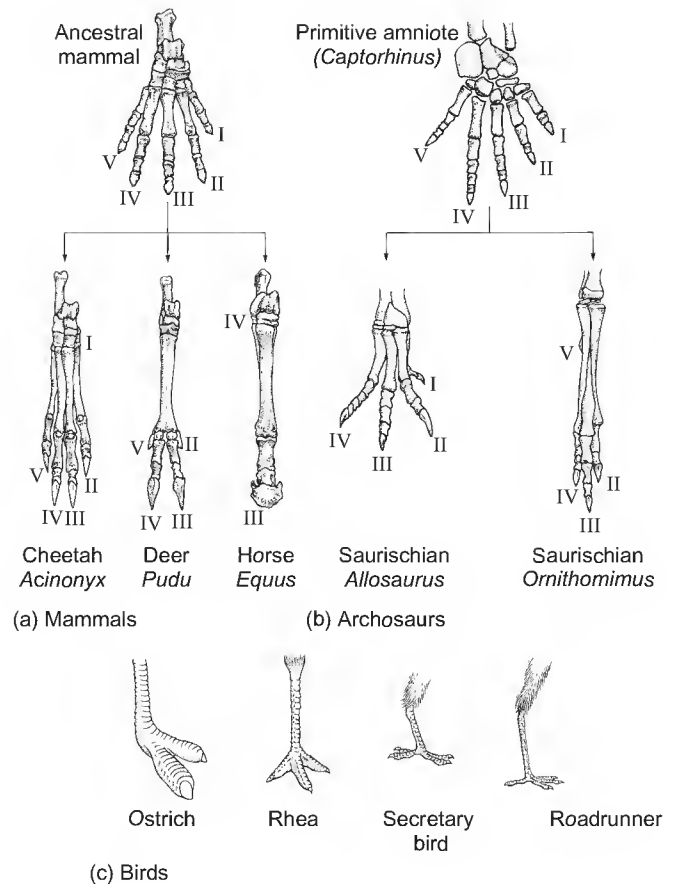 Ancestral
mammal
Primitive amniote
(Captorhinus)
I
II
III
IV
V
I
II
III
IV
V
I
V
II
IV III
V
II
IV
III
IV
III
I
IV
II
III
V
IV
II
III
Cheetah
Acinonyx
Deer
Pudu
Horse
Equus
Saurischian
Allosaurus
Saurischian
Ornithomimus
(a) Mammals
(b) Archosaurs
Ostrich
Rhea
Secretary
bird
Roadrunner
(c) Birds